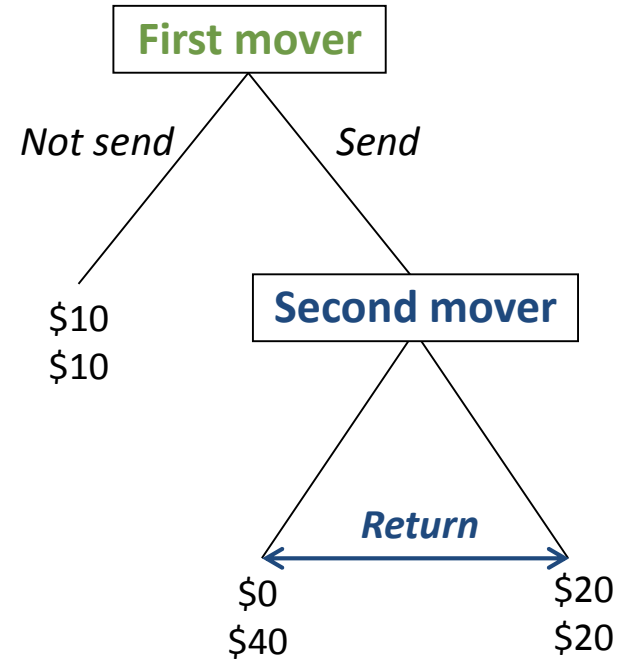 First mover
Not send
Send
$10
$10
Second mover
Return
$0
$40
$20
$20